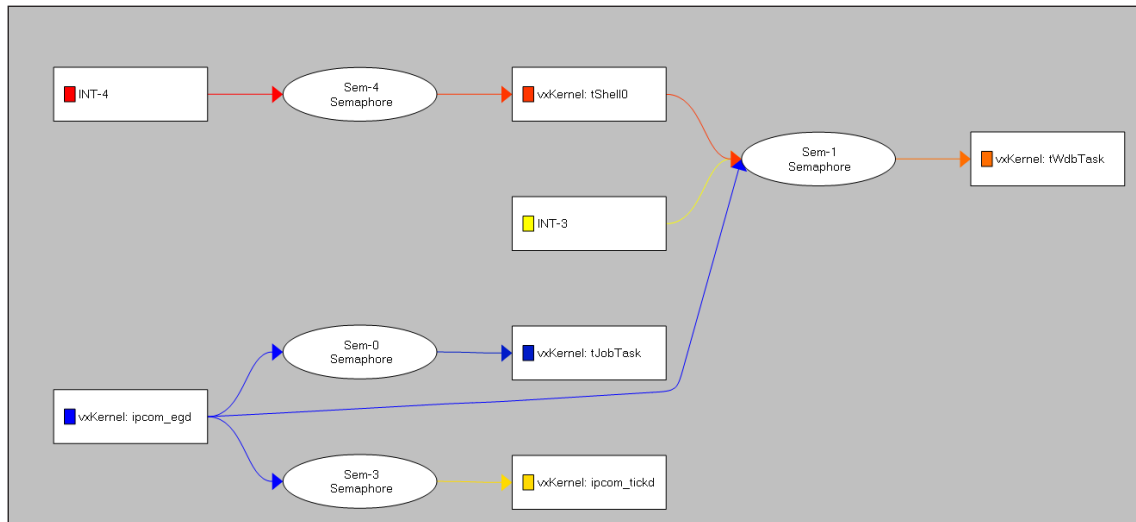 INT-4
Sem-4
Semaphore
vxKernel: tShell0
Sem-1
Semaphore
vxKernel: tWdbTask
INT-3
Sem-0
Semaphore
vxKernel: tJobTask
vxKernel: ipcom_egd
Sem-3
Semaphore
vxKernel: ipcom_tickd